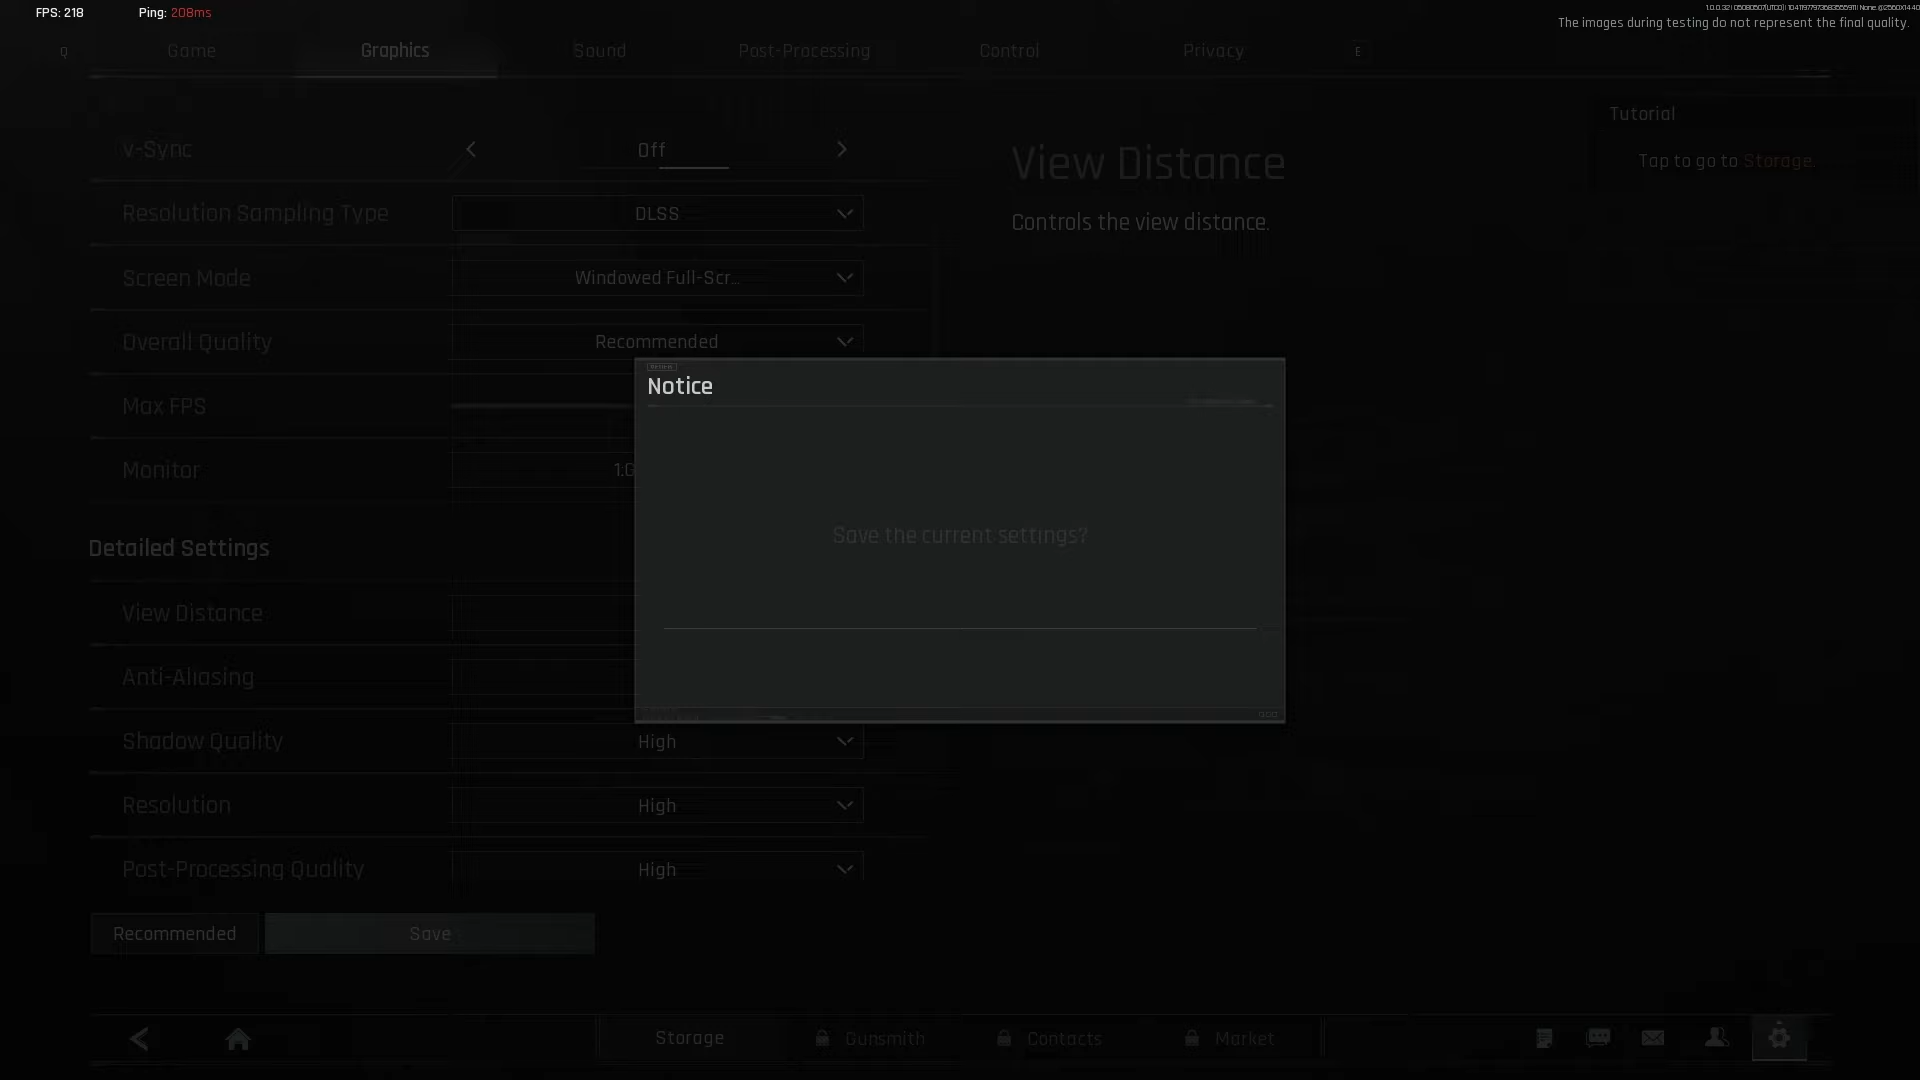 FPS: 218 Ping: 208ms
The images during testing do not represent the final quality.
Q Game Graphics Sound Post-Processing Control Privacy E
V-Sync Off
Resolution Sampling Type DLSS
Screen Mode Windowed Full-Scr...
Overall Quality Recommended
Max FPS
Monitor 1.G
Detailed Settings
View Distance
Anti-Aliasing
Shadow Quality High
Resolution High
Post-Processing Quality High
Recommended Save
View Distance
Controls the view distance.
Tutorial
Tap to go to Storage.
Notice
Save the current settings?
Storage Gunsmith Contacts Market